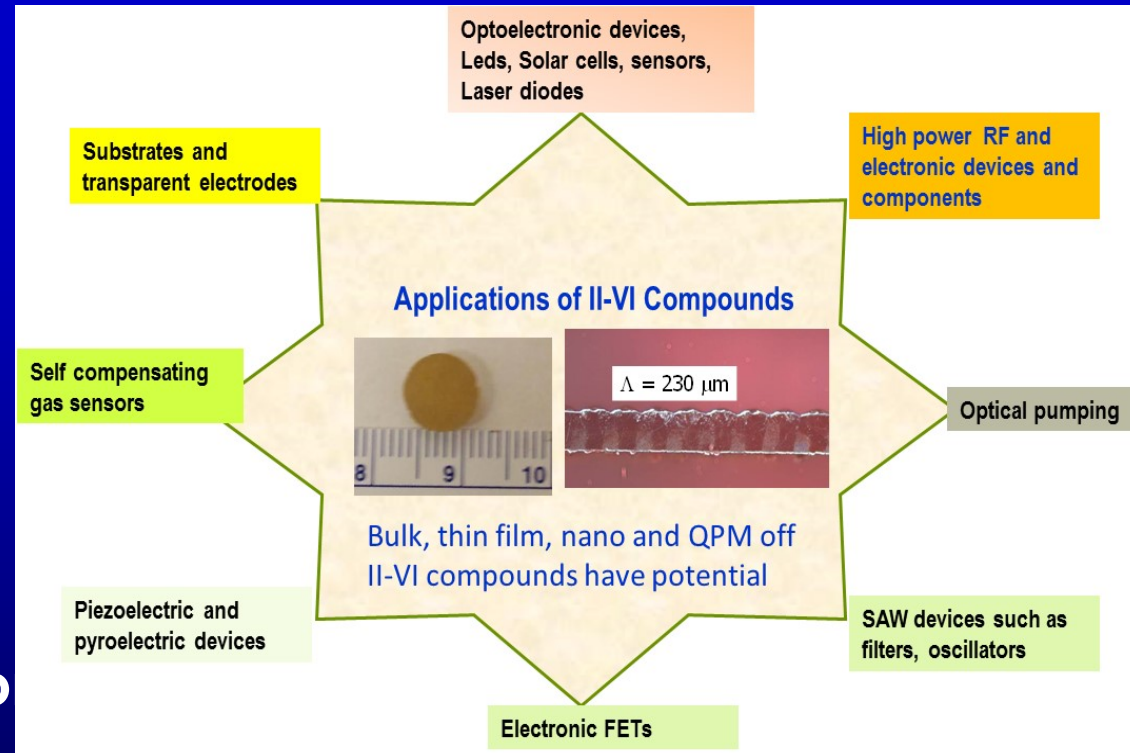 Optoelectronic devices,
Leds, Solar cells, sensors,
Laser diodes
Substrates and
transparent electrodes
High power RF and
electronic devices and
components
Applications of II-VI Compounds
Λ = 230 μm
8 9 10
Self compensating
gas sensors
Optical pumping
Bulk, thin film, nano and QPM off
II-VI compounds have potential
Piezoelectric and
pyroelectric devices
SAW devices such as
filters, oscillators
Electronic FETs